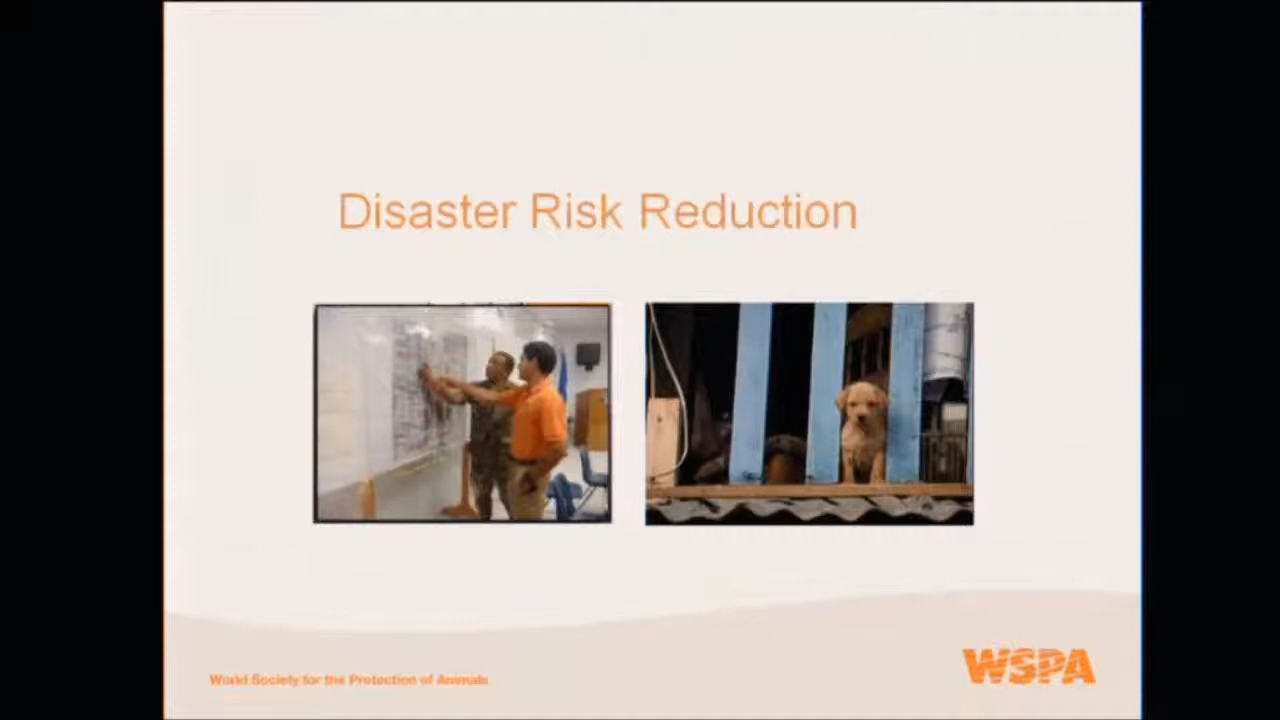 Disaster Risk Reduction
World Society for the Protection of Animals
WSPA